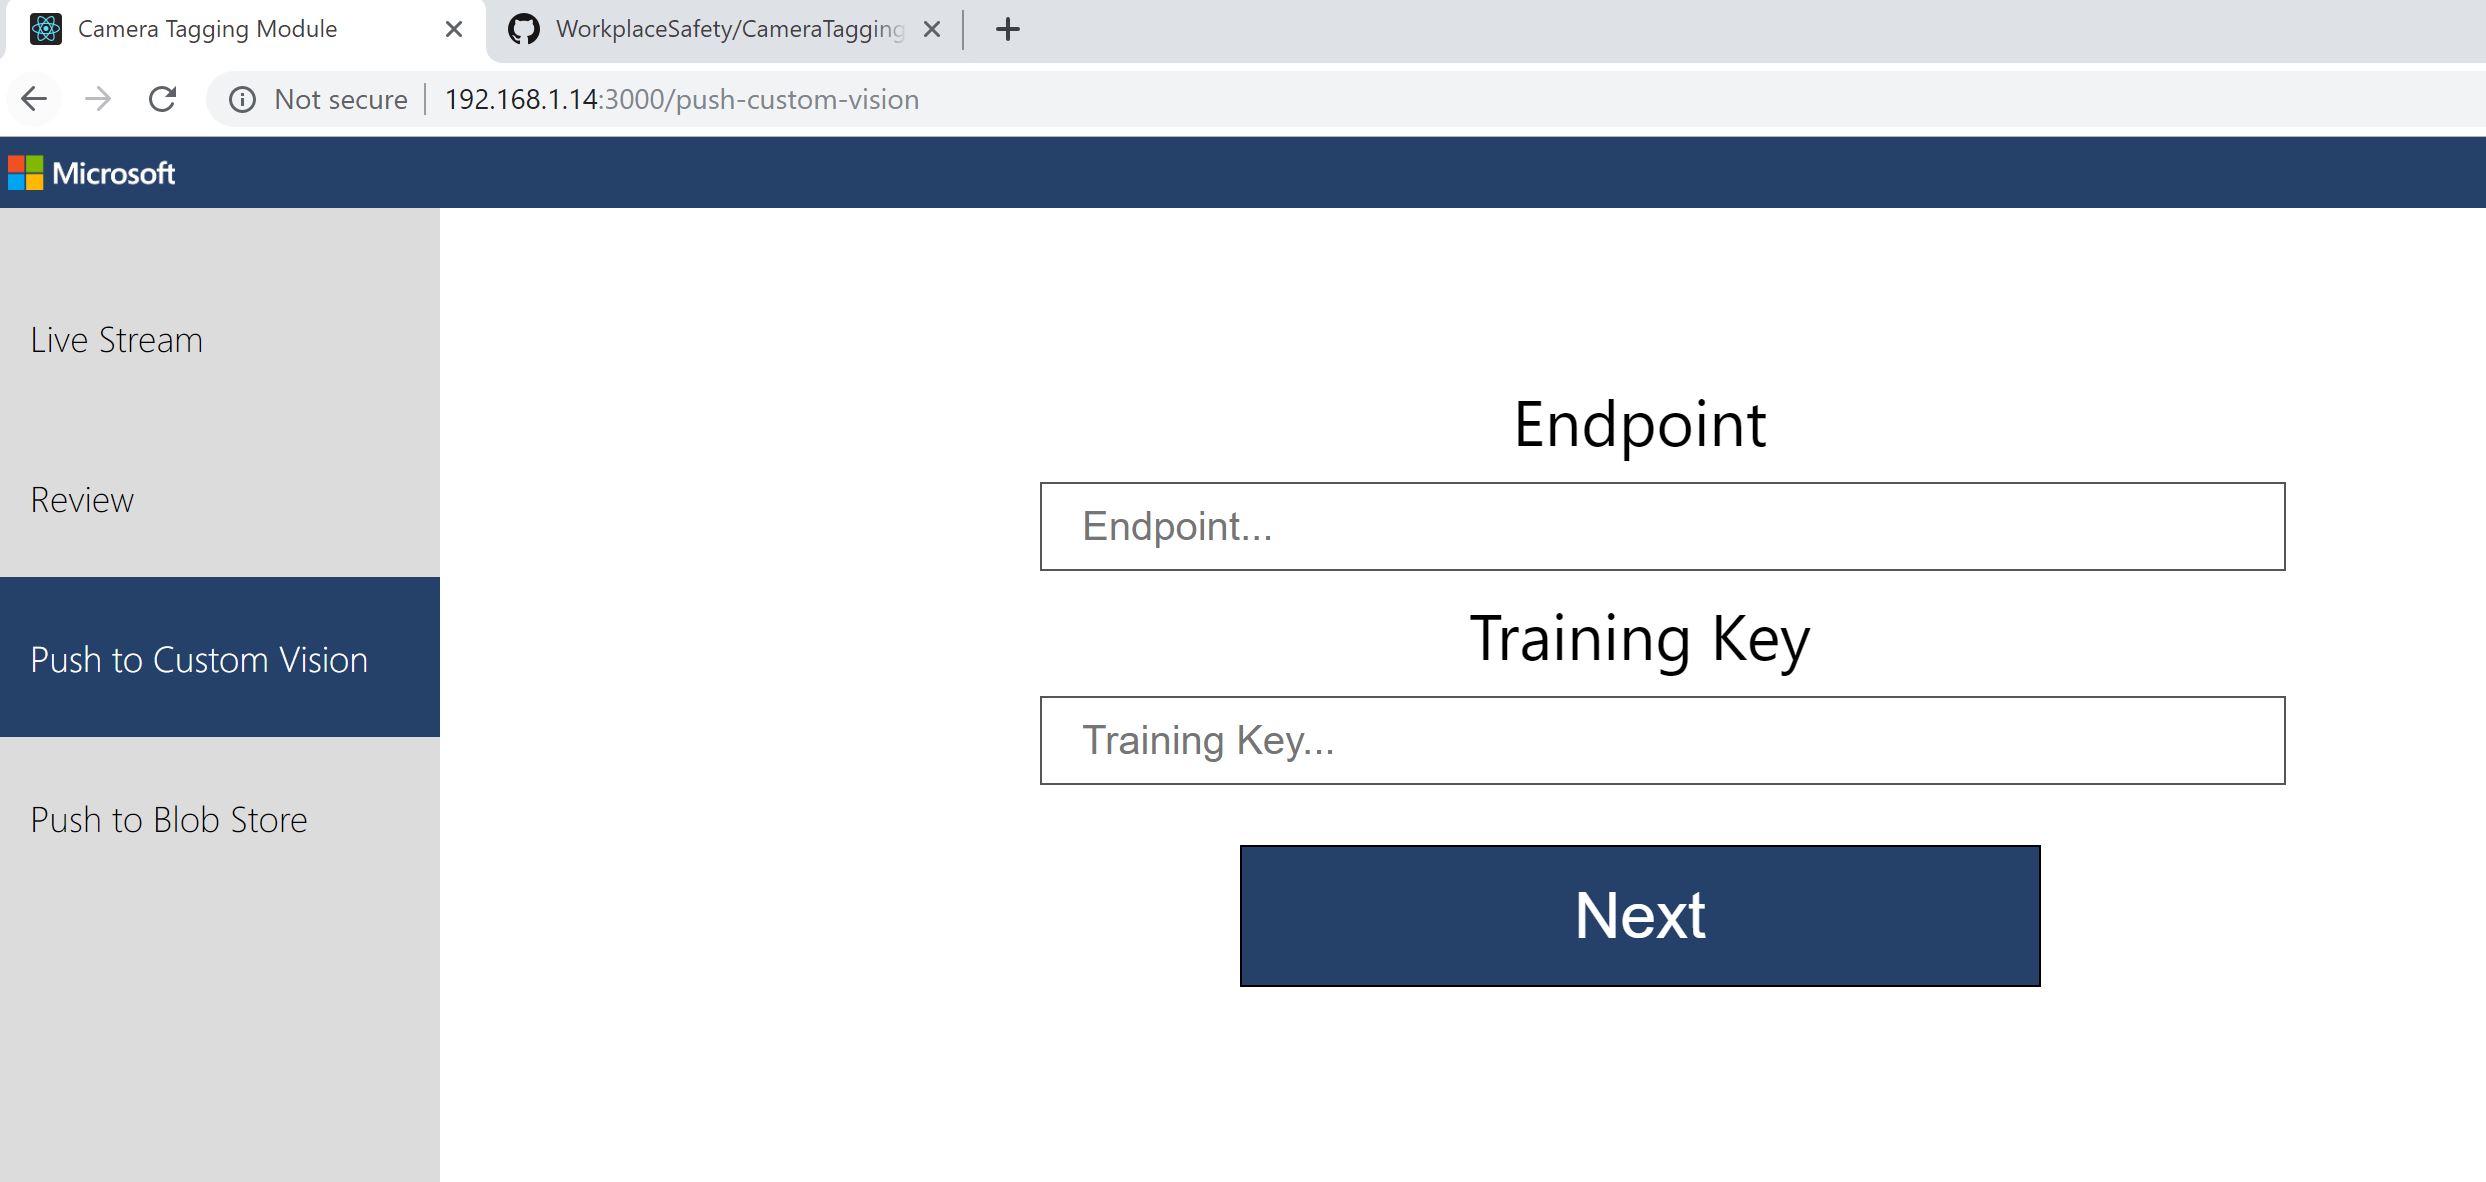 Camera Tagging Module
WorkplaceSafety/CameraTagging
Not secure
192.168.1.14:3000/push-custom-vision
Microsoft
Live Stream
Review
Push to Custom Vision
Push to Blob Store
Endpoint
Endpoint...
Training Key
Training Key...
Next